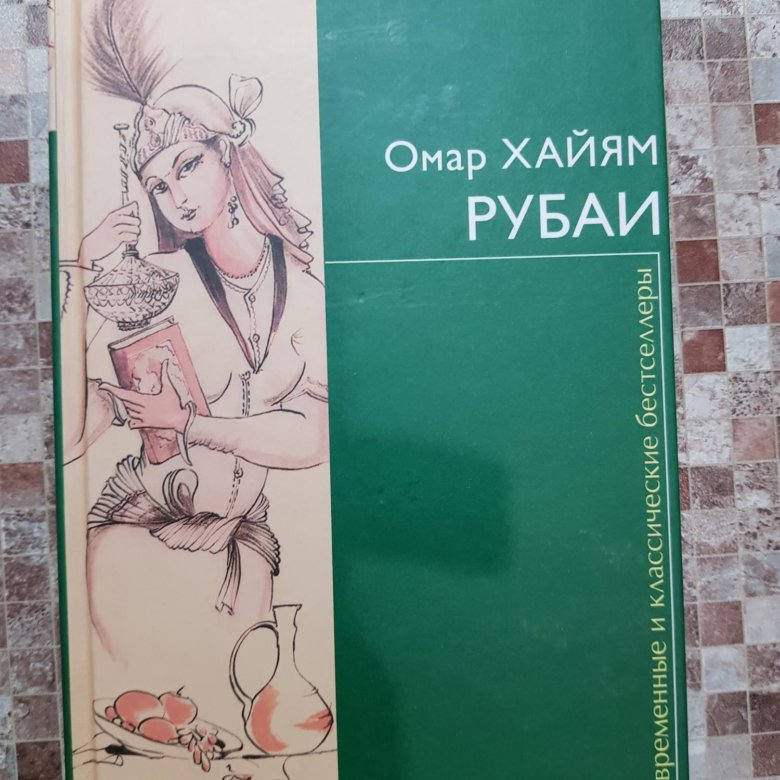 Омар ХАЙЯМ
РУБАИ
временные и классические бестселлеры